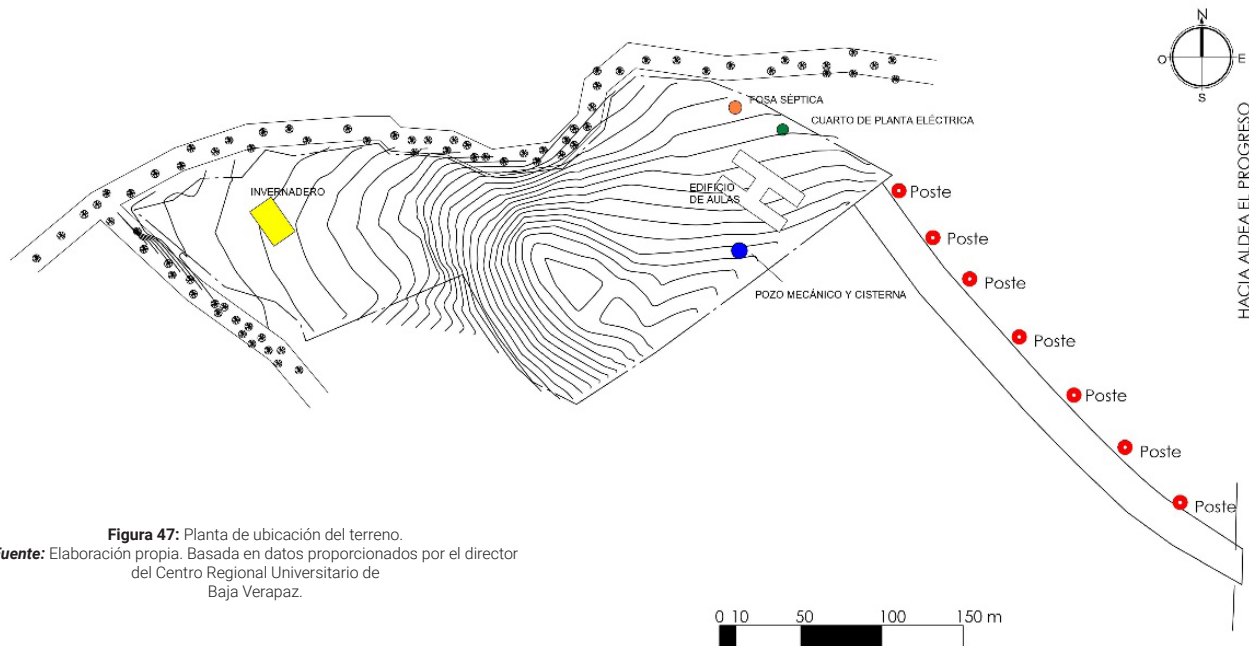 N
O
E
S
HACIA ALDEA EL PROGRESO
FOSA SÉPTICA
CUARTO DE PLANTA ELÉCTRICA
INVERNADERO
EDIFICIO
DE AULAS
POZO MECÁNICO Y CISTERNA
Poste
Poste
Poste
Poste
Poste
Poste
Poste
Figura 47: Planta de ubicación del terreno.
uente: Elaboración propia. Basada en datos proporcionados por el director
del Centro Regional Universitario de
Baja Verapaz.
0 10 50 100 150 m